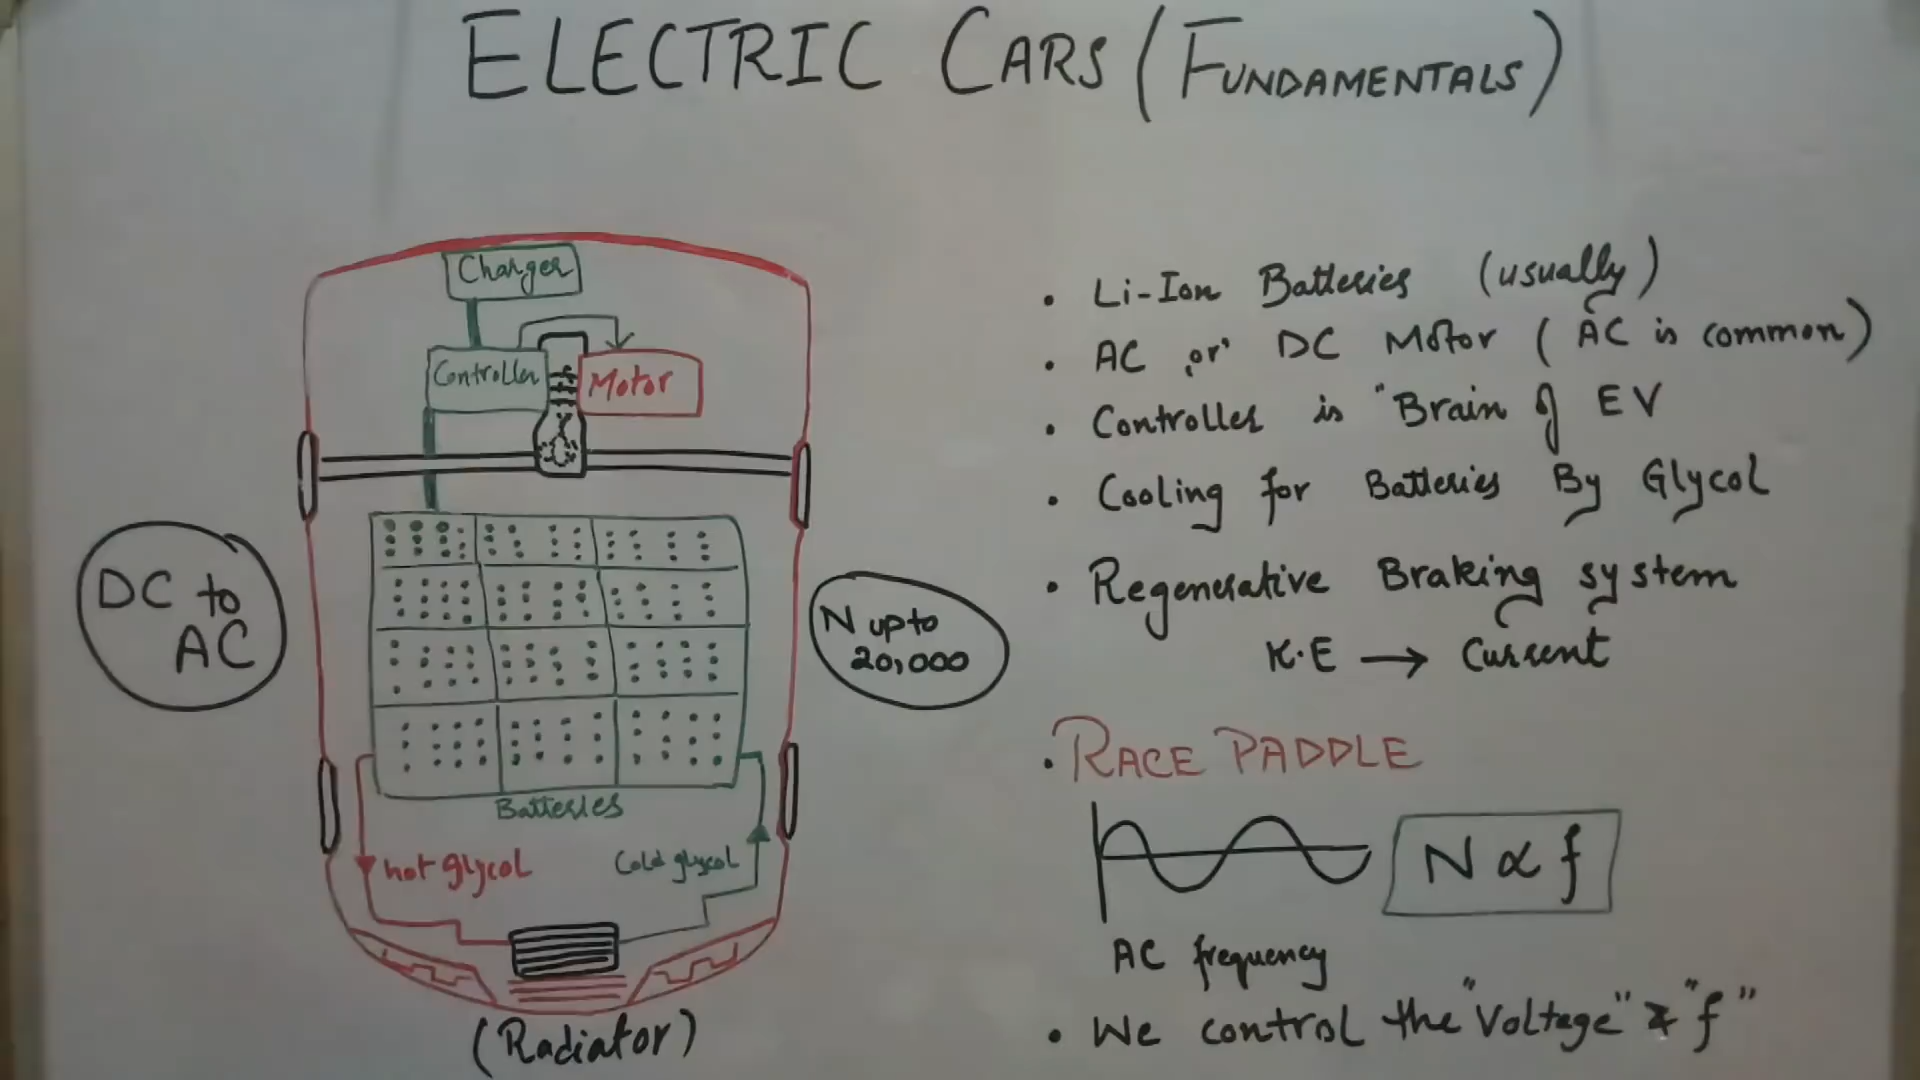 ELECTRIC CARS (FUNDAMENTALS)
Charger
Controller
Motor
DC to
AC
N upto
20,000
Batteries
hot glycol
Cold glycol
(Radiator)
• Li-Ion Batteries (usually)
• AC or DC Motor (AC is common)
• Controller is "Brain of EV
• Cooling for Batteries By Glycol
• Regenerative Braking system
K.E → Current
• RACE PADDLE
N ∝ f
AC frequency
• We control the "Voltage" & "f"